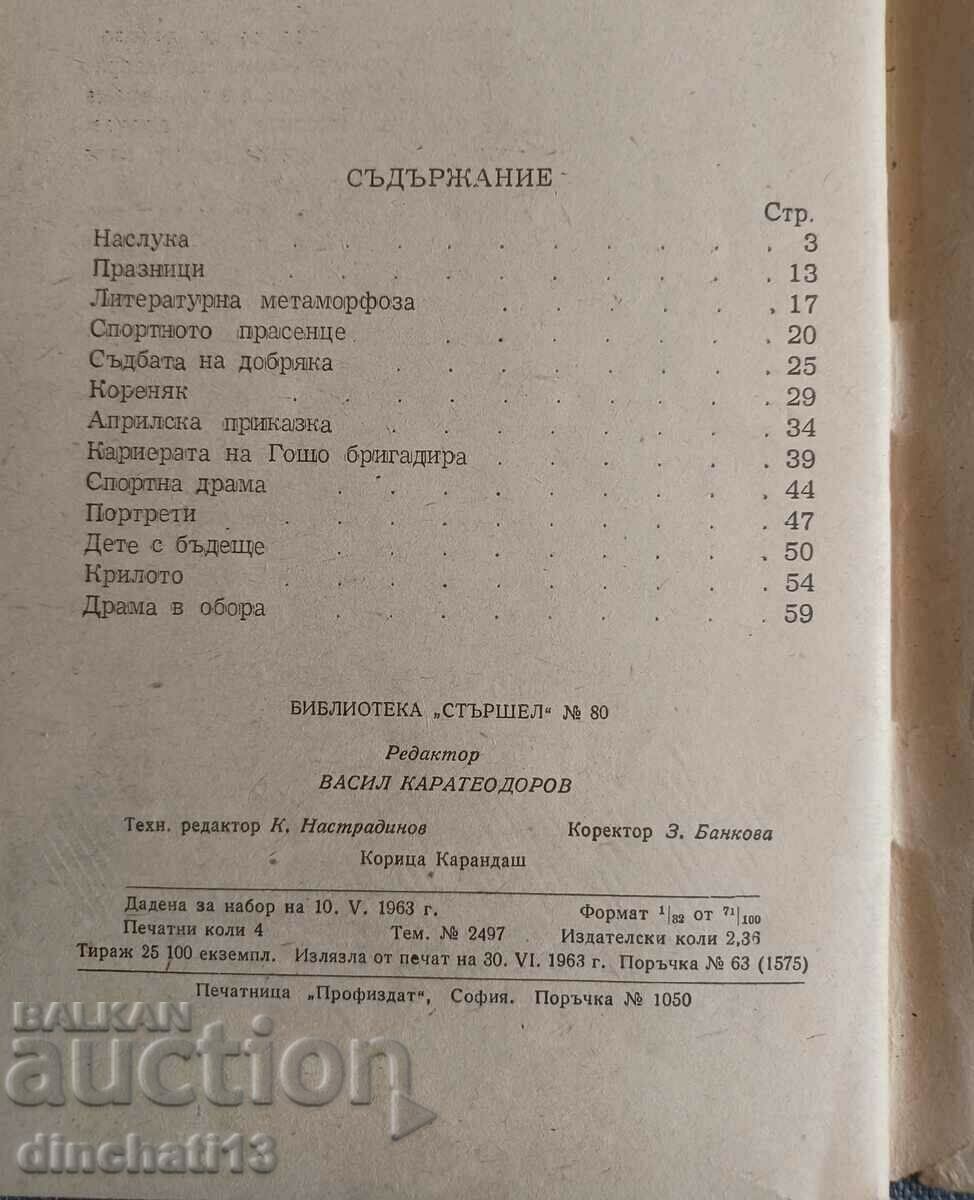 СЪДЪРЖАНИЕ
Стр.
Наслука . . . . . . . . . . 3
Празници . . . . . . . . . . 13
Литературна метаморфоза . . . . . . 17
Спортното прасенце . . . . . . . 20
Съдбата на добряка . . . . . . . . 25
Кореняк . . . . . . . . . . 29
Априлска приказка . . . . . . . . 34
Кариерата на Гошо бригадира . . . . . . 39
Спортна драма . . . . . . . . . 44
Портрети . . . . . . . . . . 47
Дете с бъдеще . . . . . . . . . 50
Крилото . . . . . . . . . . 54
Драма в обора . . . . . . . . . 59
БИБЛИОТЕКА „СТЪРШЕЛ“ № 80
Редактор
ВАСИЛ КАРАТЕОДОРОВ
Техн. редактор К. Настрадинов Коректор З. Банкова
Корица Карандаш
Дадена за набор на 10. V. 1963 г. Формат 1|32 от 71|100
Печатни коли 4 Тем. № 2497 Издателски коли 2,36
Тираж 25 100 екземпл. Излязла от печат на 30. VI. 1963 г. Поръчка № 63 (1575)
Печатница „Профиздат“, София. Поръчка № 1050
BALKAN
auction
dinchati13